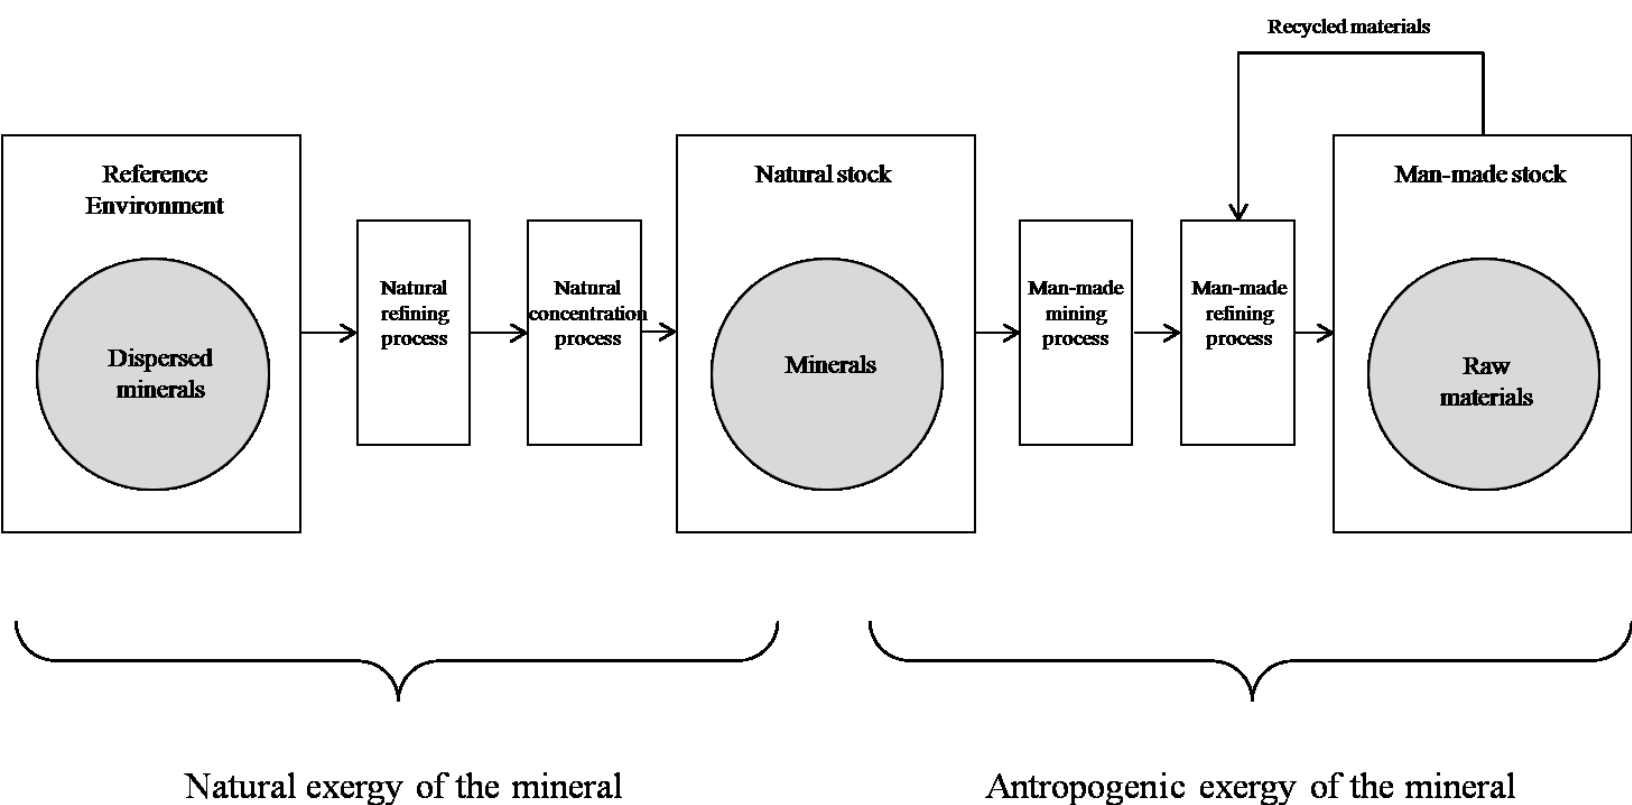 Recycled materials
Reference
Environment
Dispersed
minerals
Natural
refining
process
Natural
concentration
process
Natural stock
Minerals
Man-made
mining
process
Man-made
refining
process
Man-made stock
Raw
materials
Natural exergy of the mineral
Antropogenic exergy of the mineral